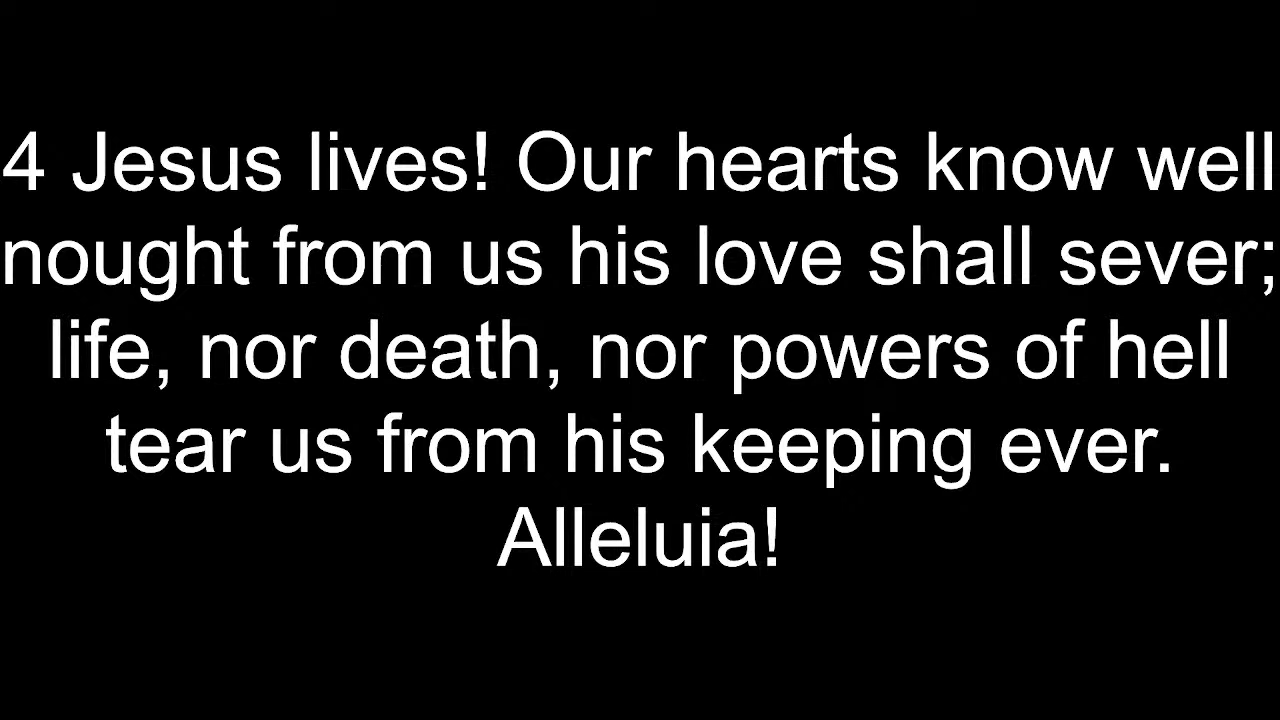 4 Jesus lives! Our hearts know well
nought from us his love shall sever;
life, nor death, nor powers of hell
tear us from his keeping ever.
Alleluia!